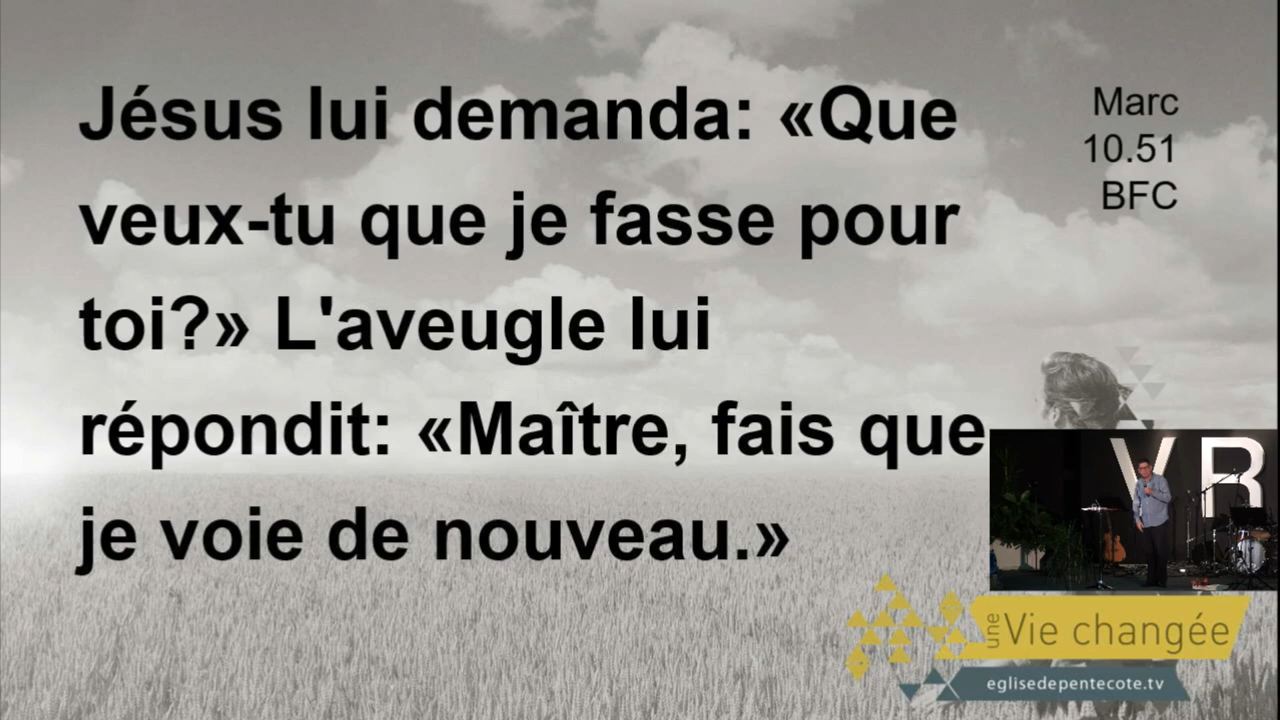 Jésus lui demanda: «Que
veux-tu que je fasse pour
toi?» L'aveugle lui
répondit: «Maître, fais que
je voie de nouveau.»
Marc
10.51
BFC
V R
une Vie changée
eglisedepentecote.tv